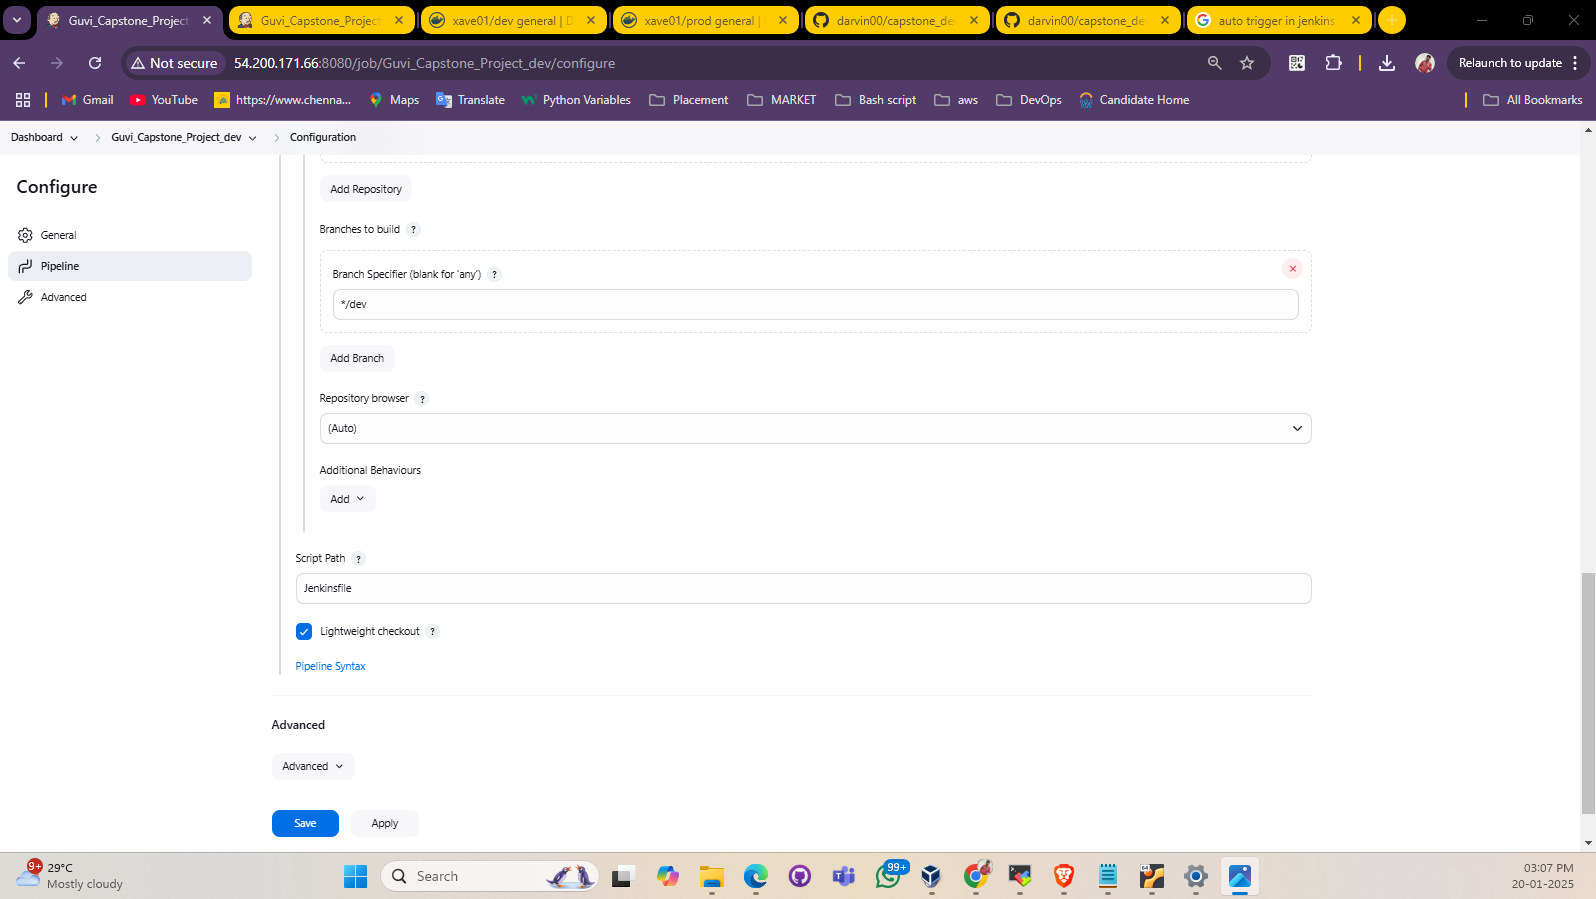 Guvi_Capstone_Project_
Guvi_Capstone_Project
xave01/dev general | D
xave01/prod general |
darvin00/capstone_de
darvin00/capstone_de
auto trigger in jenkins
Not secure
54.200.171.66:8080/job/Guvi_Capstone_Project_dev/configure
Relaunch to update
Gmail
YouTube
https://www.chenna...
Maps
Translate
Python Variables
Placement
MARKET
Bash script
aws
DevOps
Candidate Home
All Bookmarks
Dashboard
Guvi_Capstone_Project_dev
Configuration
Configure
General
Pipeline
Advanced
Add Repository
Branches to build ?
Branch Specifier (blank for 'any') ?
*/dev
Add Branch
Repository browser ?
(Auto)
Additional Behaviours
Add
Script Path ?
Jenkinsfile
Lightweight checkout ?
Pipeline Syntax
Advanced
Advanced
Save
Apply
9+
29°C
Mostly cloudy
Search
99+
03:07 PM
20-01-2025